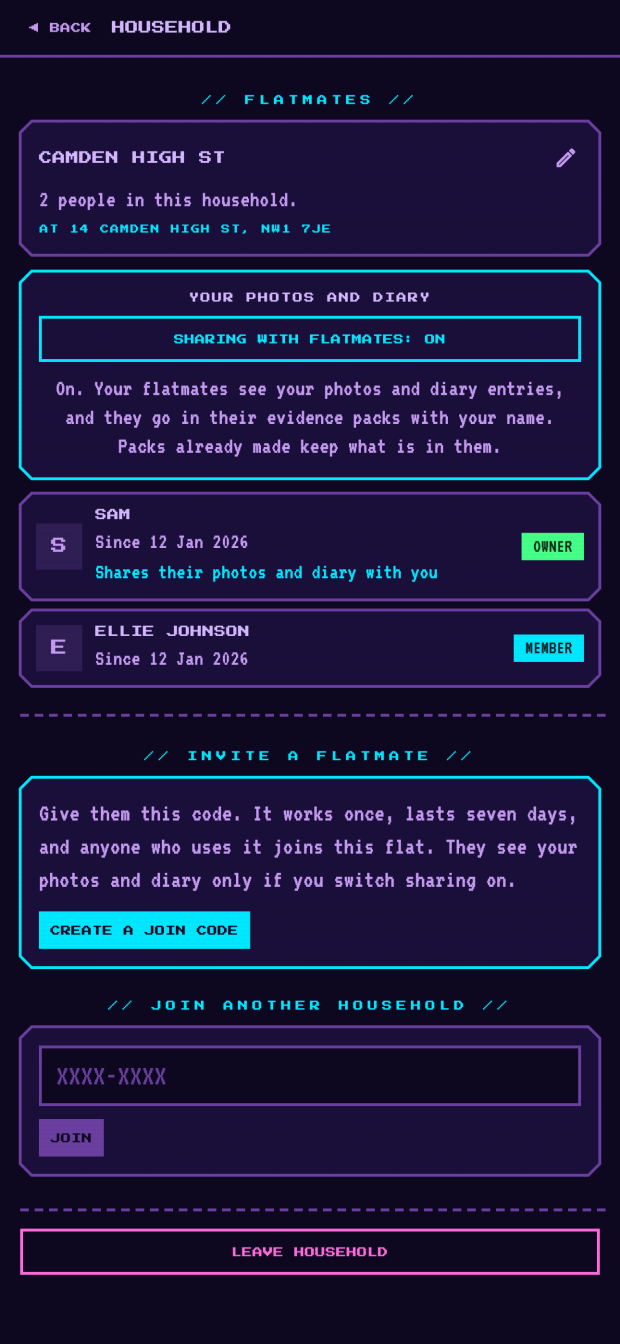 ◄ BACK HOUSEHOLD
// FLATMATES //
CAMDEN HIGH ST
2 people in this household.
AT 14 CAMDEN HIGH ST, NW1 7JE
YOUR PHOTOS AND DIARY
SHARING WITH FLATMATES: ON
On. Your flatmates see your photos and diary entries,
and they go in their evidence packs with your name.
Packs already made keep what is in them.
S
SAM
Since 12 Jan 2026
Shares their photos and diary with you
OWNER
E
ELLIE JOHNSON
Since 12 Jan 2026
MEMBER
// INVITE A FLATMATE //
Give them this code. It works once, lasts seven days,
and anyone who uses it joins this flat. They see your
photos and diary only if you switch sharing on.
CREATE A JOIN CODE
// JOIN ANOTHER HOUSEHOLD //
XXXX-XXXX
JOIN
LEAVE HOUSEHOLD